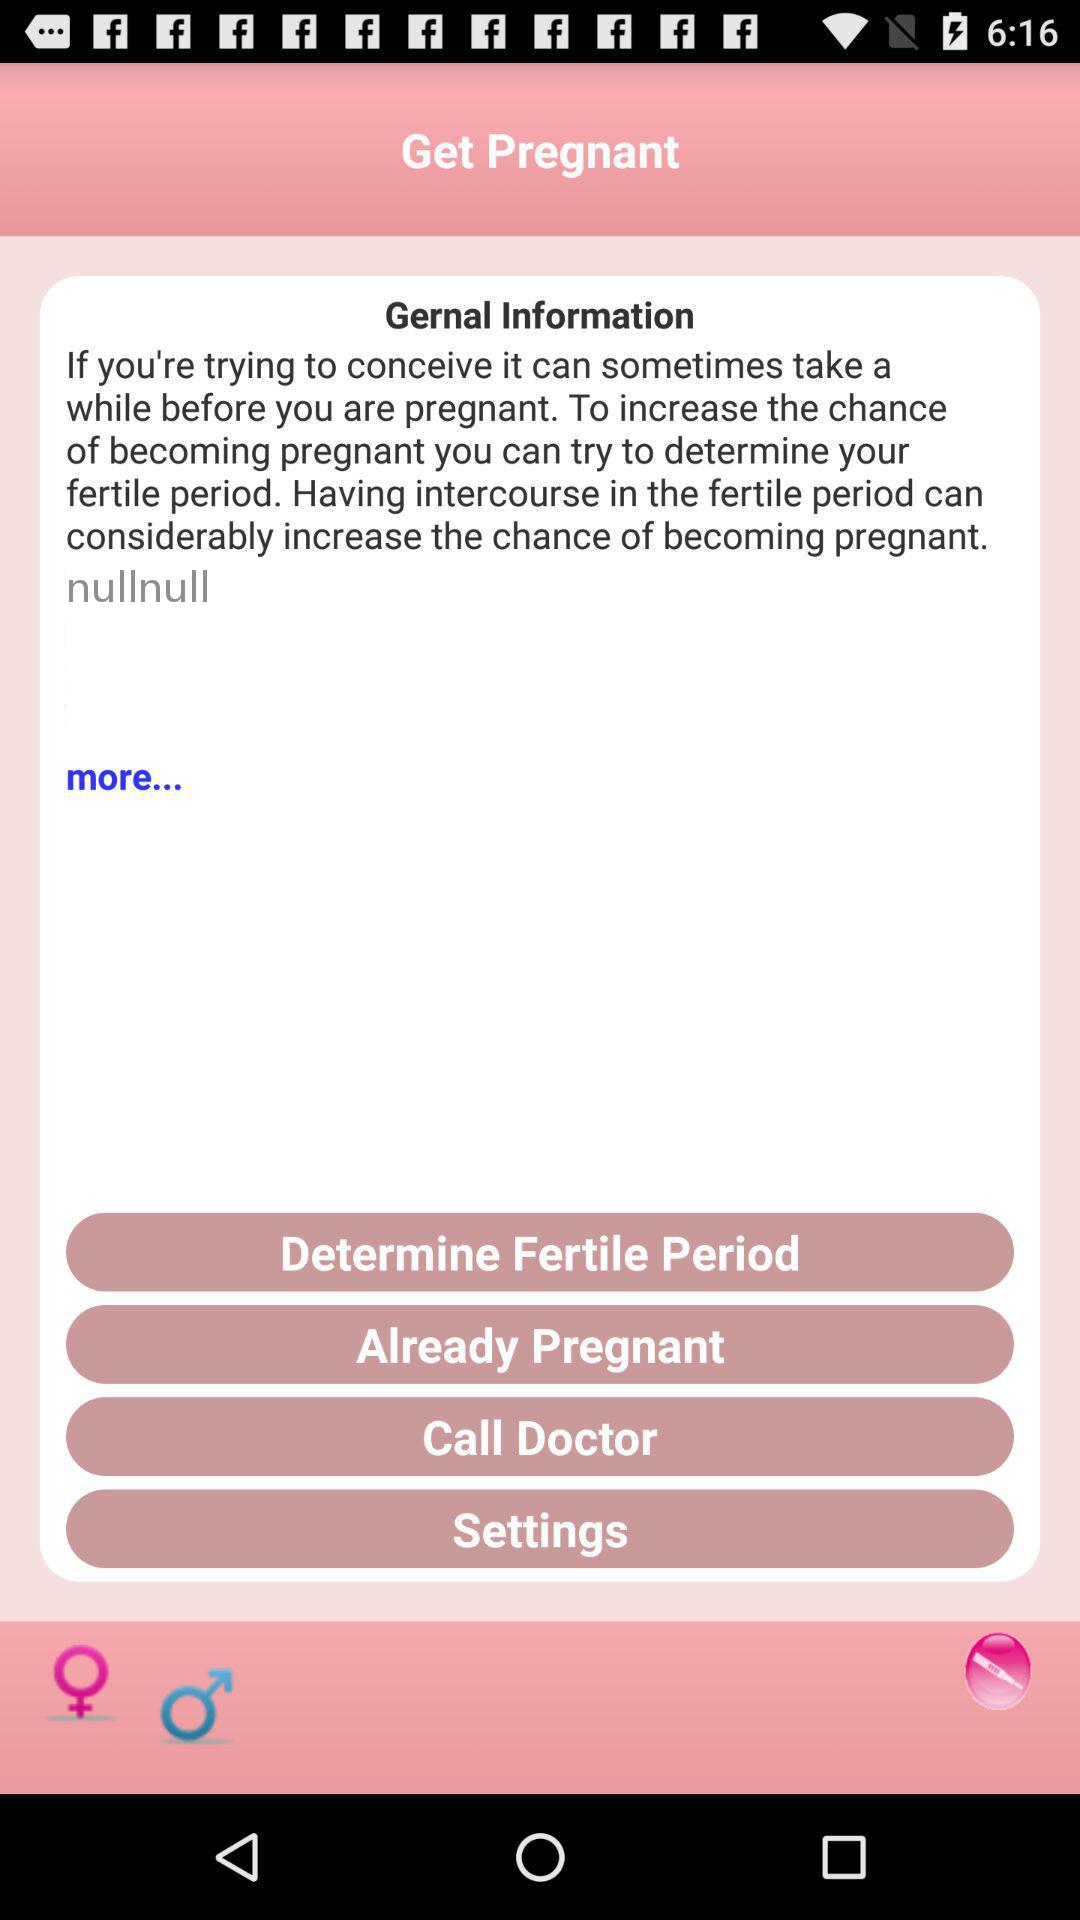 6:16
Get Pregnant
Gernal Information
If you're trying to conceive it can sometimes take a
while before you are pregnant. To increase the chance
of becoming pregnant you can try to determine your
fertile period. Having intercourse in the fertile period can
considerably increase the chance of becoming pregnant.
nullnull
more...
Determine Fertile Period
Already Pregnant
Call Doctor
Settings